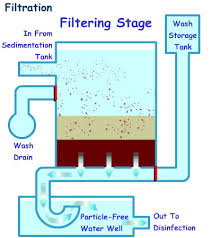 Filtration
Filtering Stage
Wash
Storage
Tank
In From
Sedimentation
Tank
Wash
Drain
Particle-Free
Water Well
Out To
Disinfection